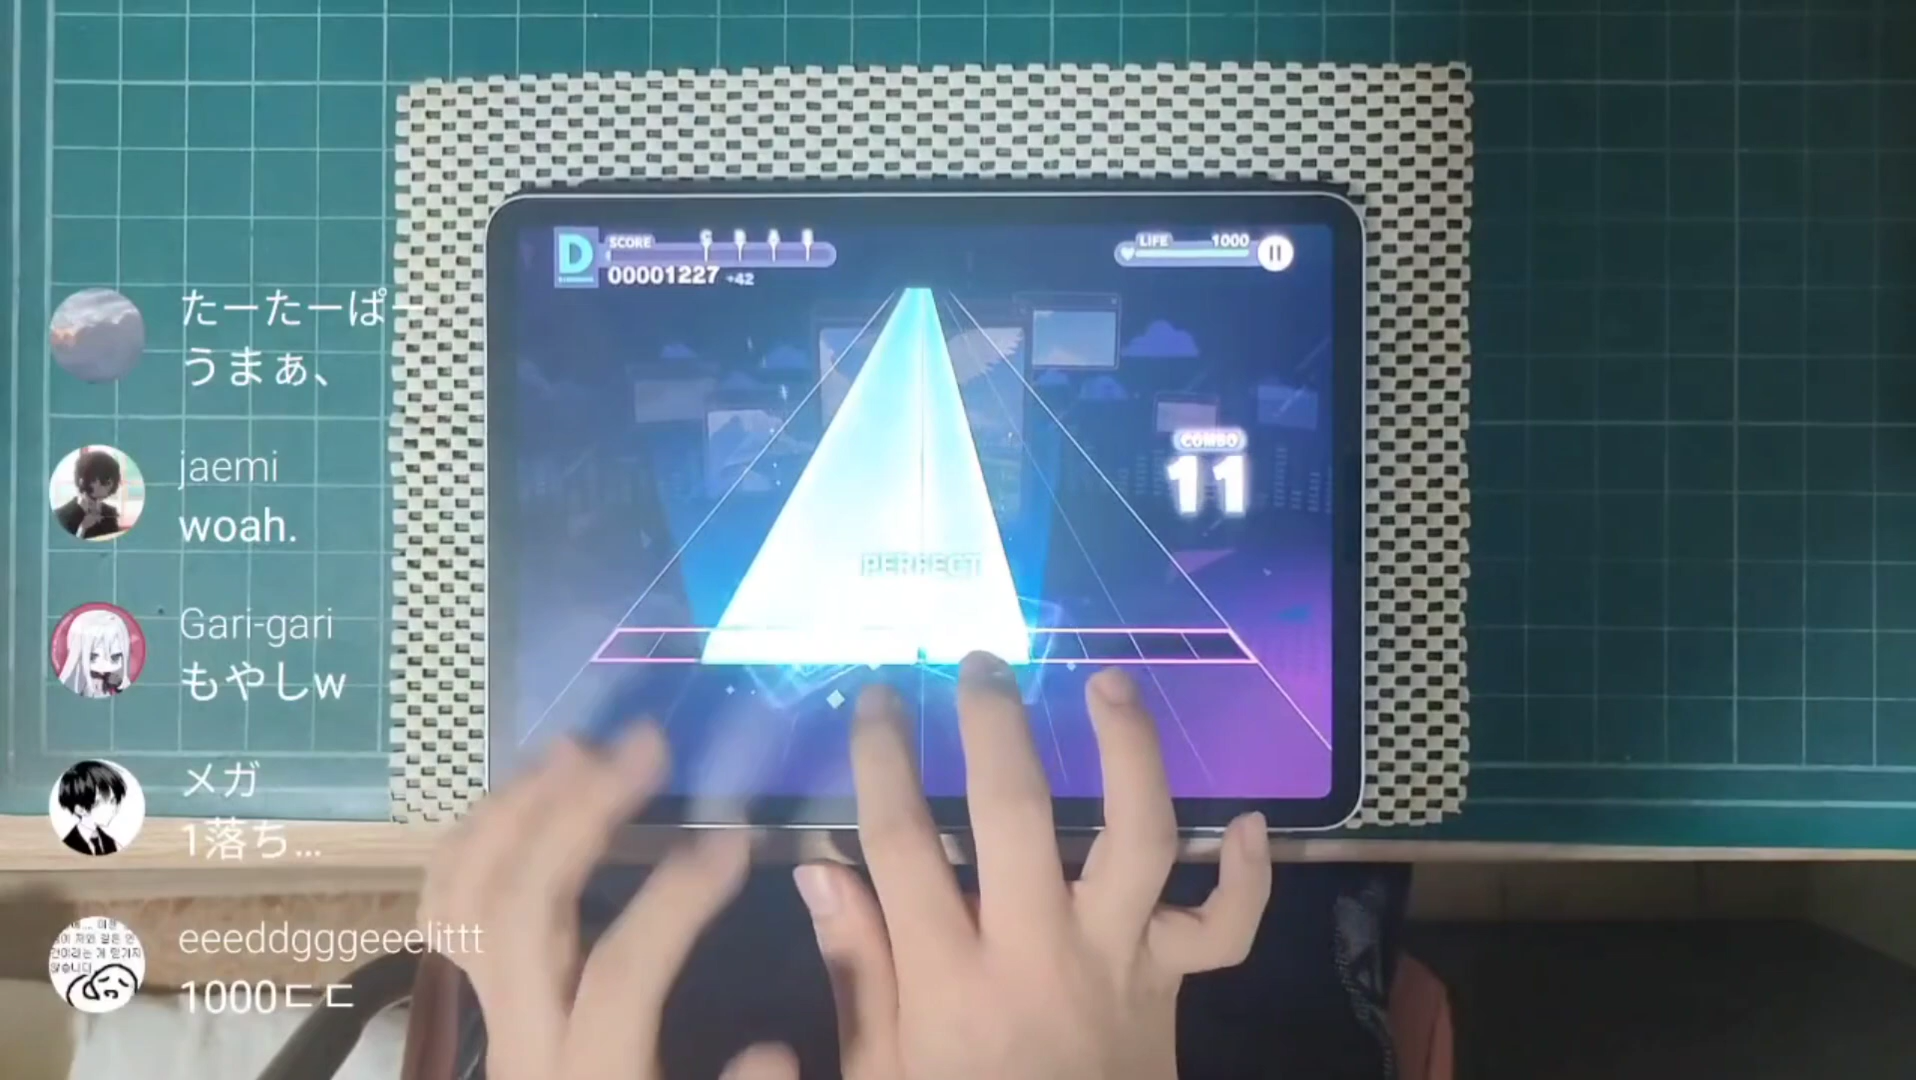 SCORE
C B A S
D
00001227 +42
LIFE 1000
COMBO
11
PERFECT
たーたーぱー
うまぁ、
jaemi
woah.
Gari-gari
もやしw
メガ
1落ち...
eeeddgggeeelittt
1000ㄷㄷ